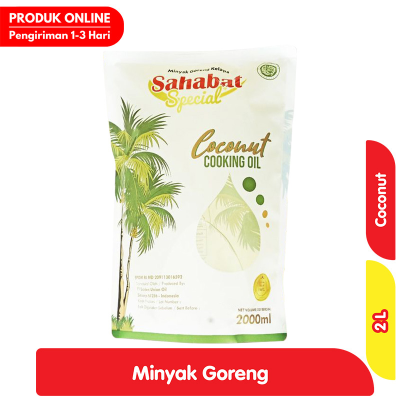 PRODUK ONLINE
Pengiriman 1-3 Hari
Minyak Goreng Kelapa
Sahabat
Special
Coconut
COOKING OIL
2000ml
Coconut
2L
Minyak Goreng